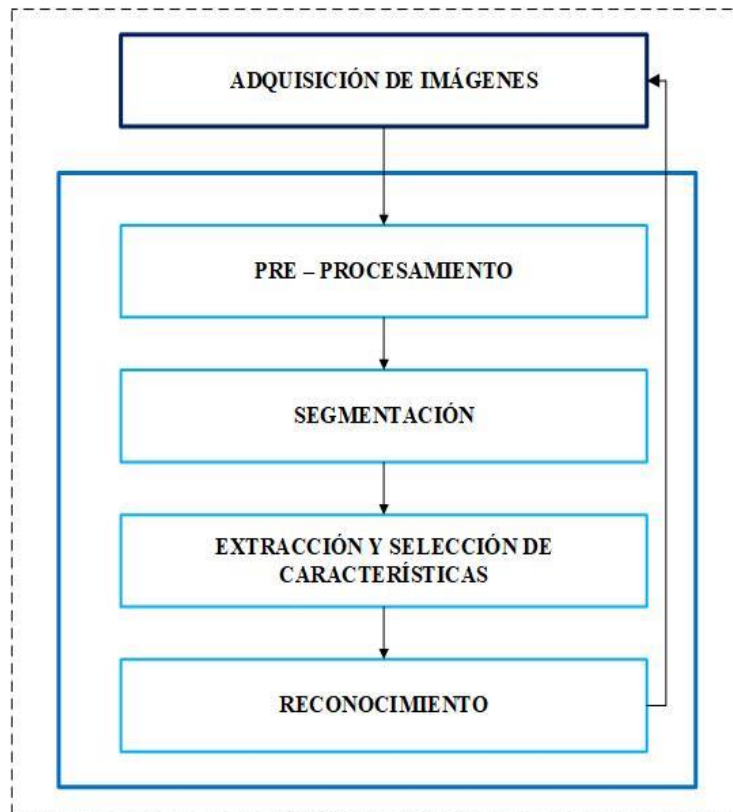 ADQUISICIÓN DE IMÁGENES
PRE – PROCESAMIENTO
SEGMENTACIÓN
EXTRACCIÓN Y SELECCIÓN DE
CARACTERÍSTICAS
RECONOCIMIENTO